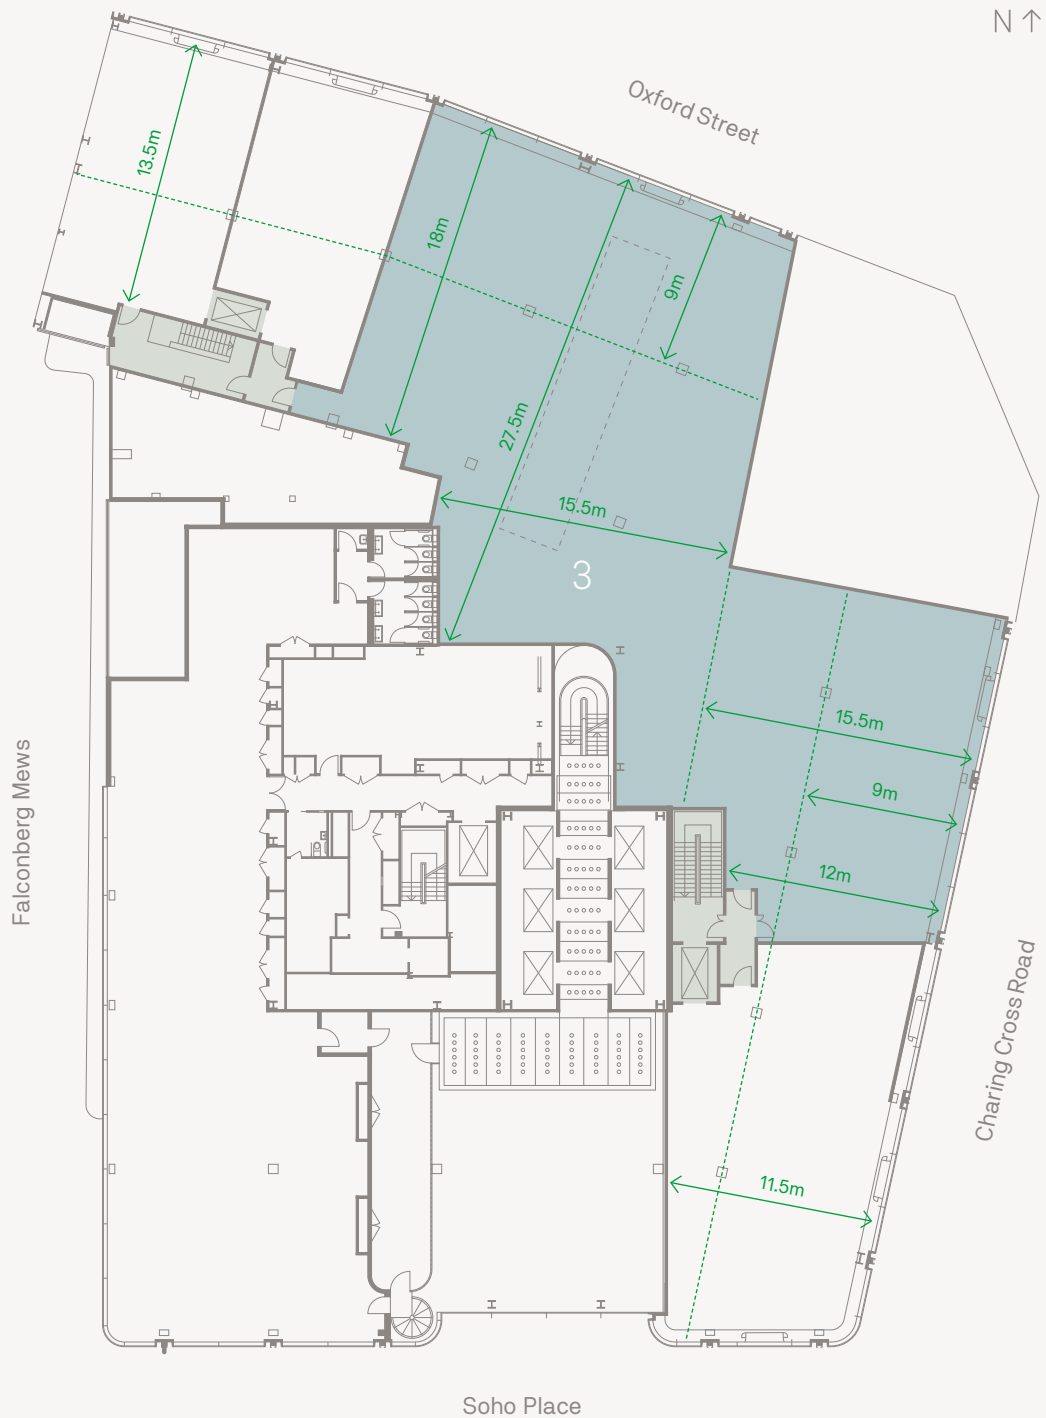 N ↑
Oxford Street
13.5m
18m
9m
27.5m
15.5m
3
15.5m
9m
12m
Falconberg Mews
Charing Cross Road
11.5m
Soho Place